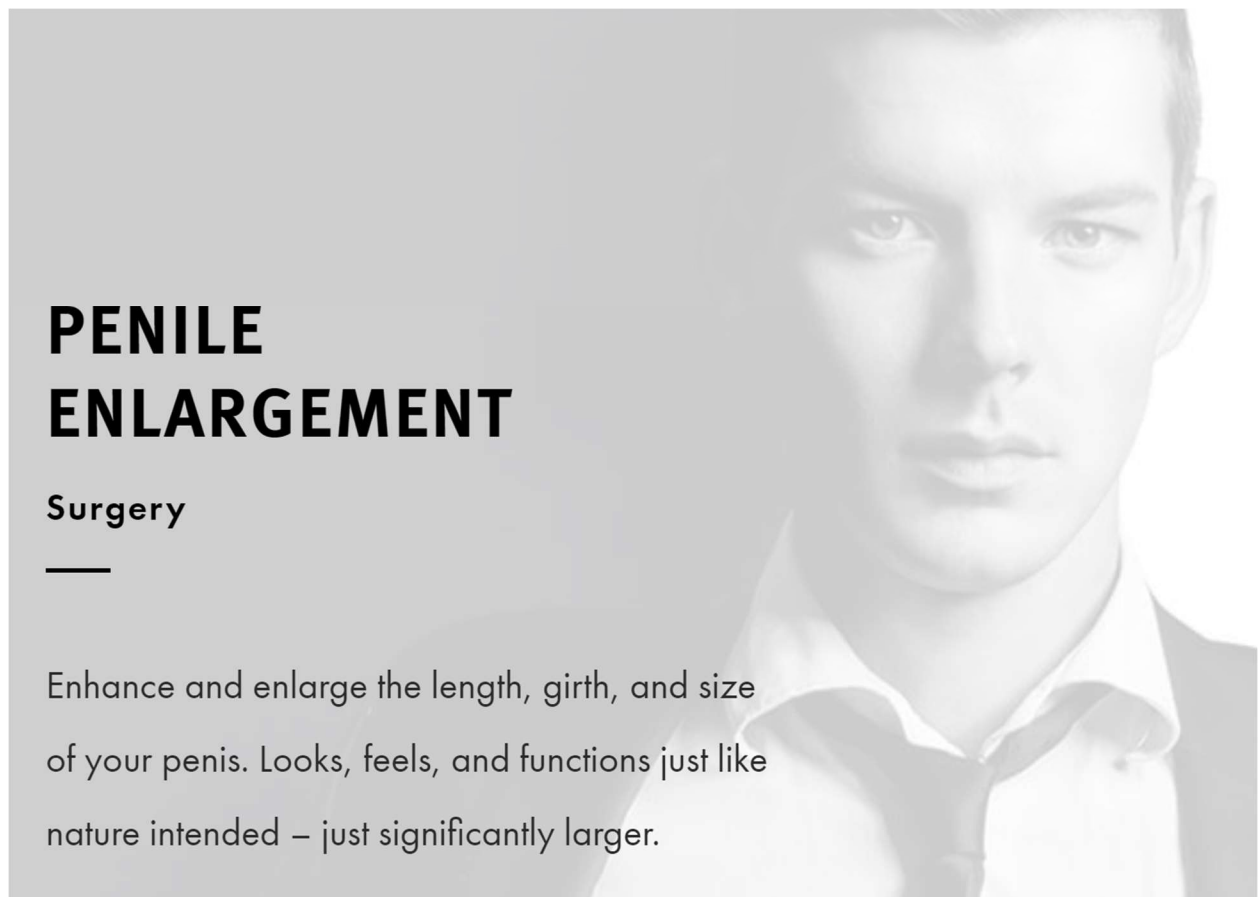 PENILE
ENLARGEMENT
Surgery
Enhance and enlarge the length, girth, and size
of your penis. Looks, feels, and functions just like
nature intended – just significantly larger.